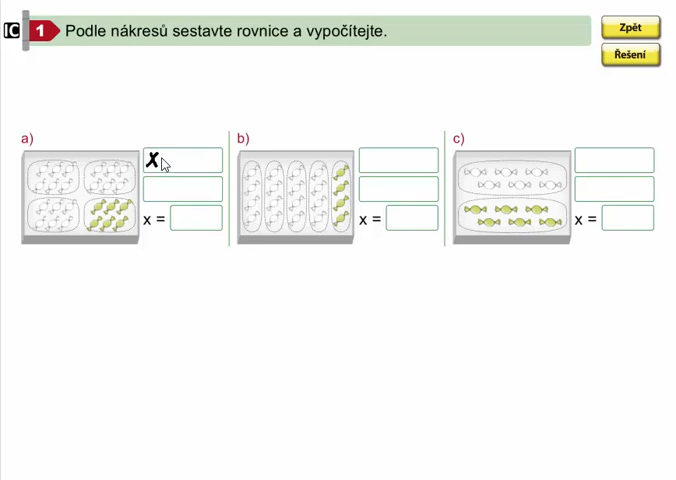 IC 1 Podle nákresů sestavte rovnice a vypočítejte.
Zpět
Řešení
a)
x
x =
b)
x =
c)
x =